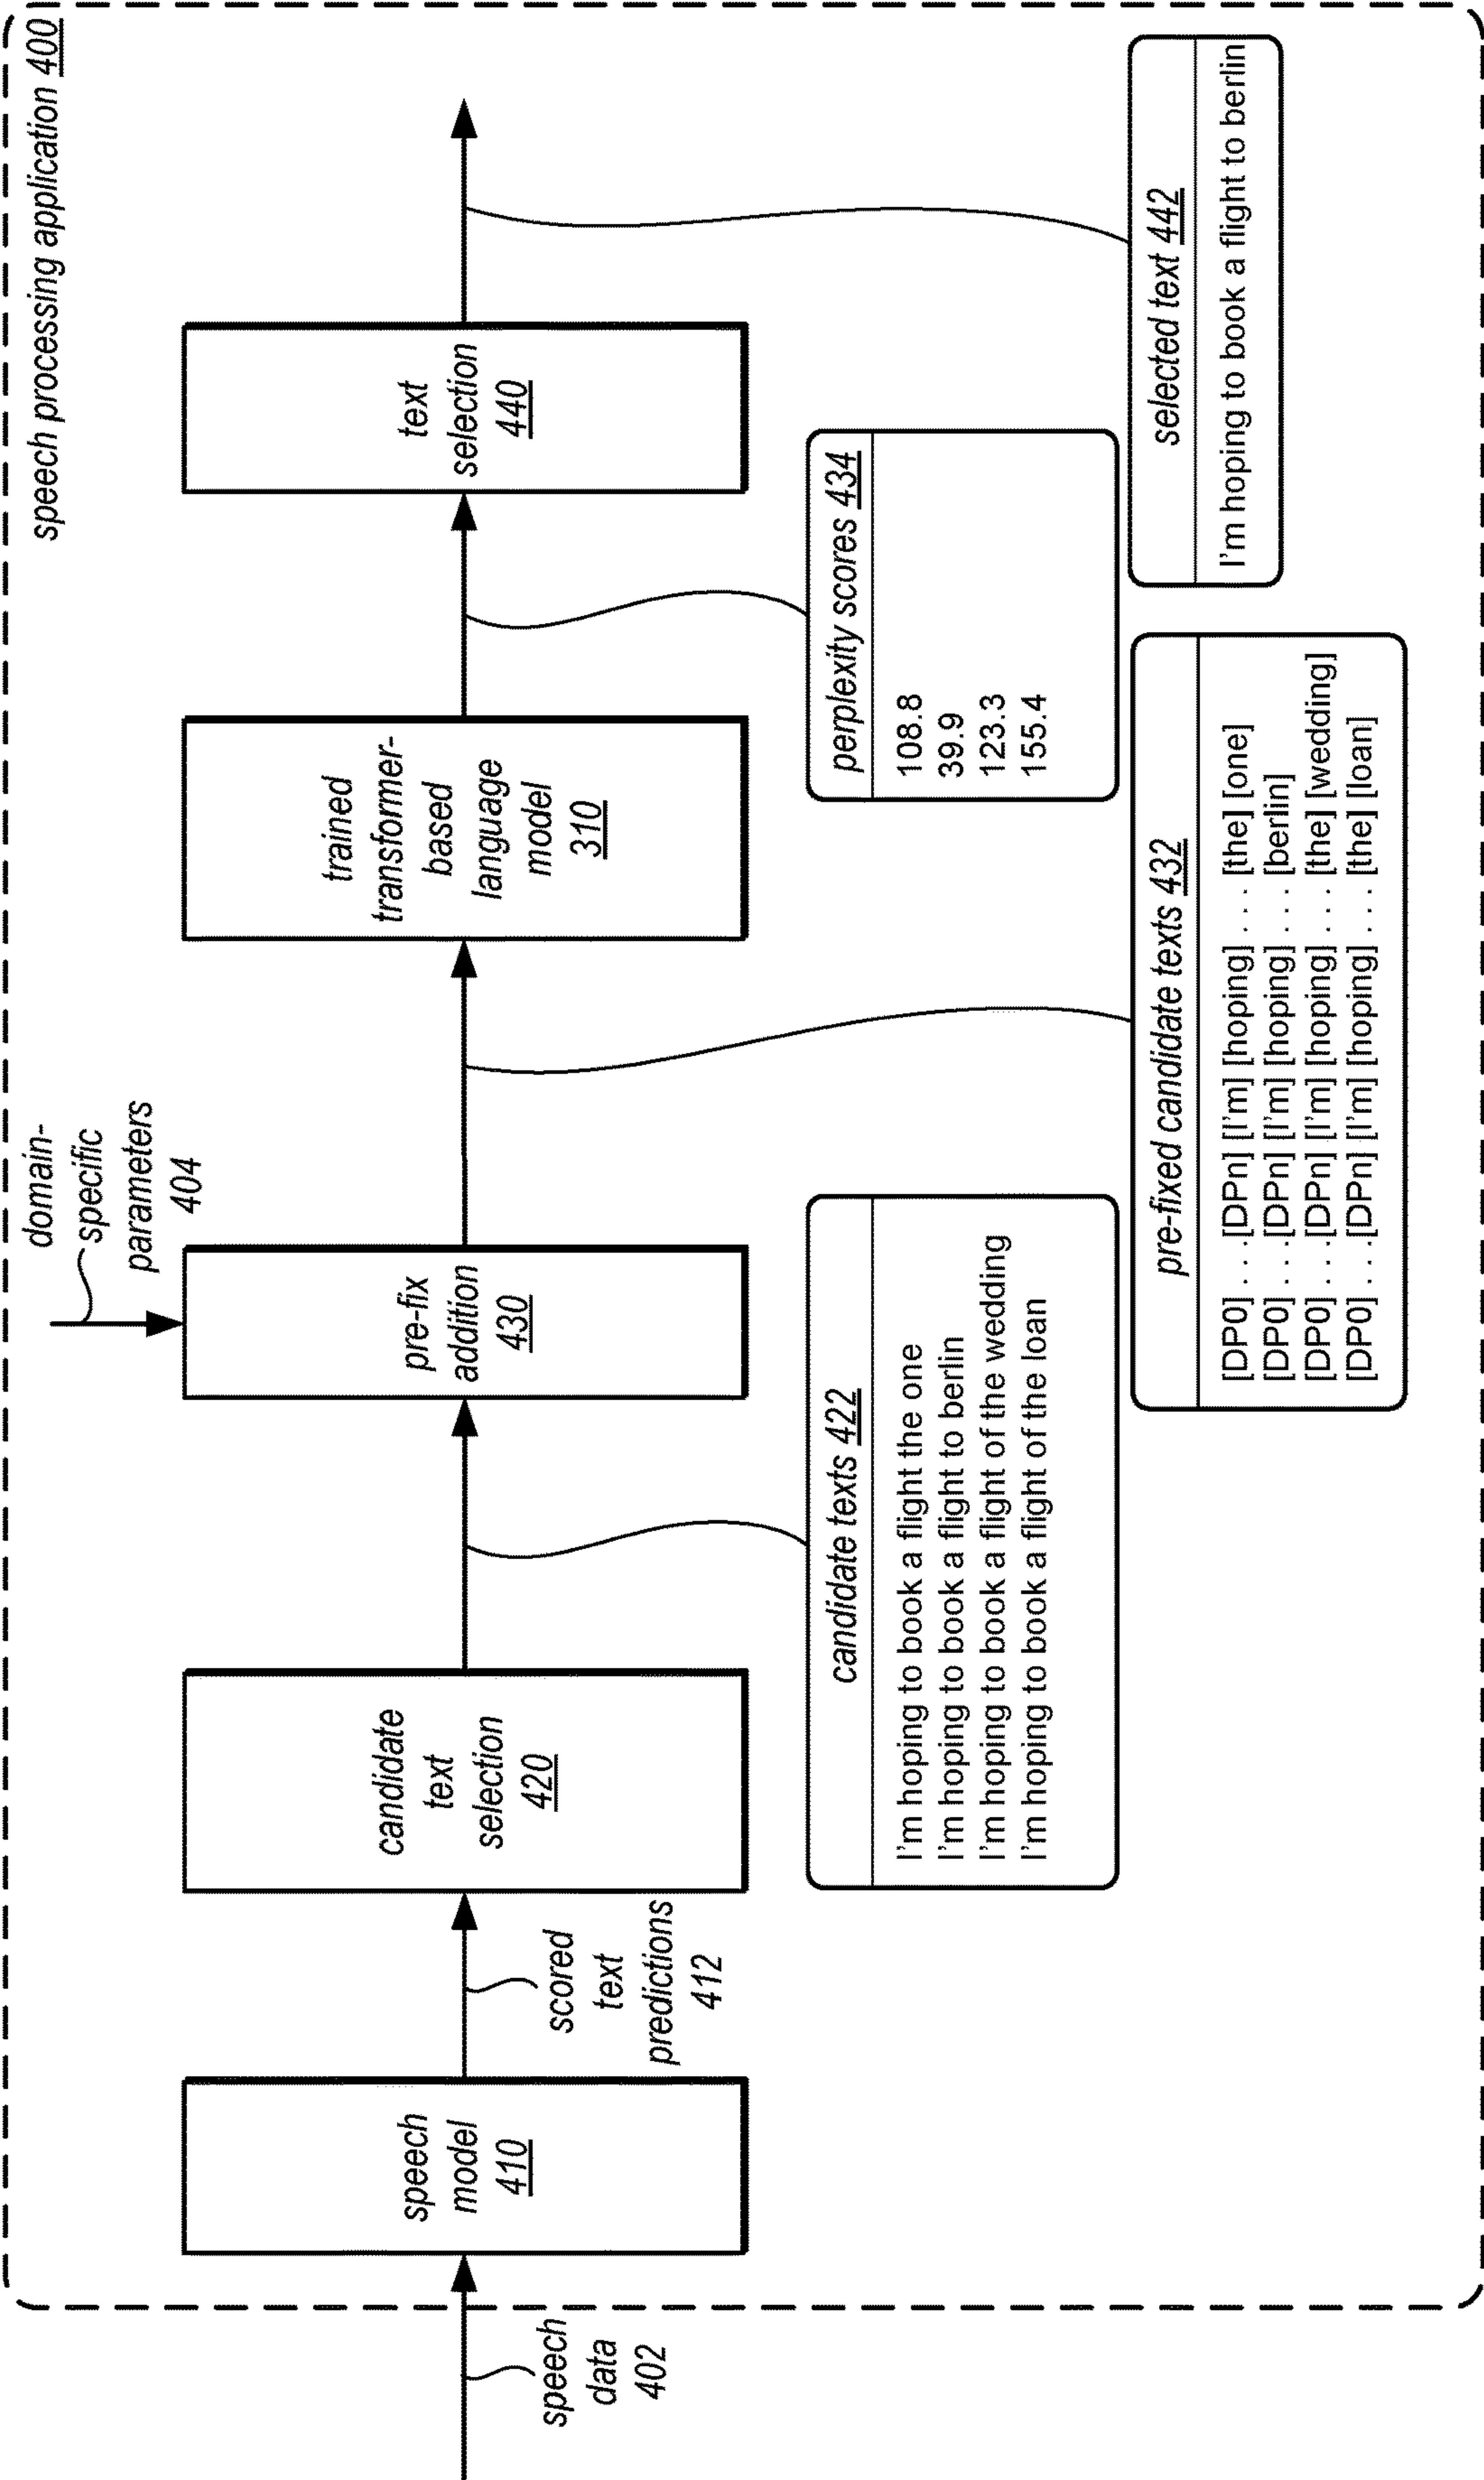 speech processing application 400
speech
data
402
speech
model
410
scored
text
predictions
412
candidate
text
selection
420
domain-
specific
parameters
404
pre-fix
addition
430
trained
transformer-
based
language
model
310
text
selection
440
candidate texts 422
I'm hoping to book a flight the one
I'm hoping to book a flight to berlin
I'm hoping to book a flight of the wedding
I'm hoping to book a flight of the loan
perplexity scores 434
108.8
39.9
123.3
155.4
pre-fixed candidate texts 432
[DP0] . . .[DPn] [I'm] [hoping] . . . [the] [one]
[DP0] . . .[DPn] [I'm] [hoping] . . . [berlin]
[DP0] . . .[DPn] [I'm] [hoping] . . . [the] [wedding]
[DP0] . . .[DPn] [I'm] [hoping] . . . [the] [loan]
selected text 442
I'm hoping to book a flight to berlin